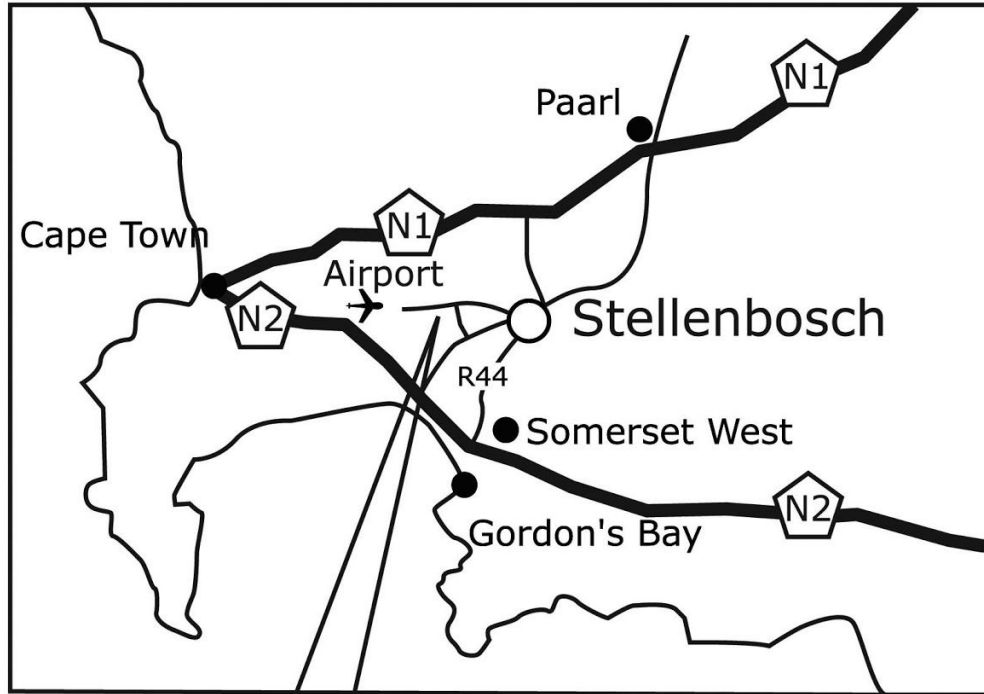 N1
Paarl
N1
Cape Town
Airport
N2
Stellenbosch
R44
Somerset West
N2
Gordon's Bay